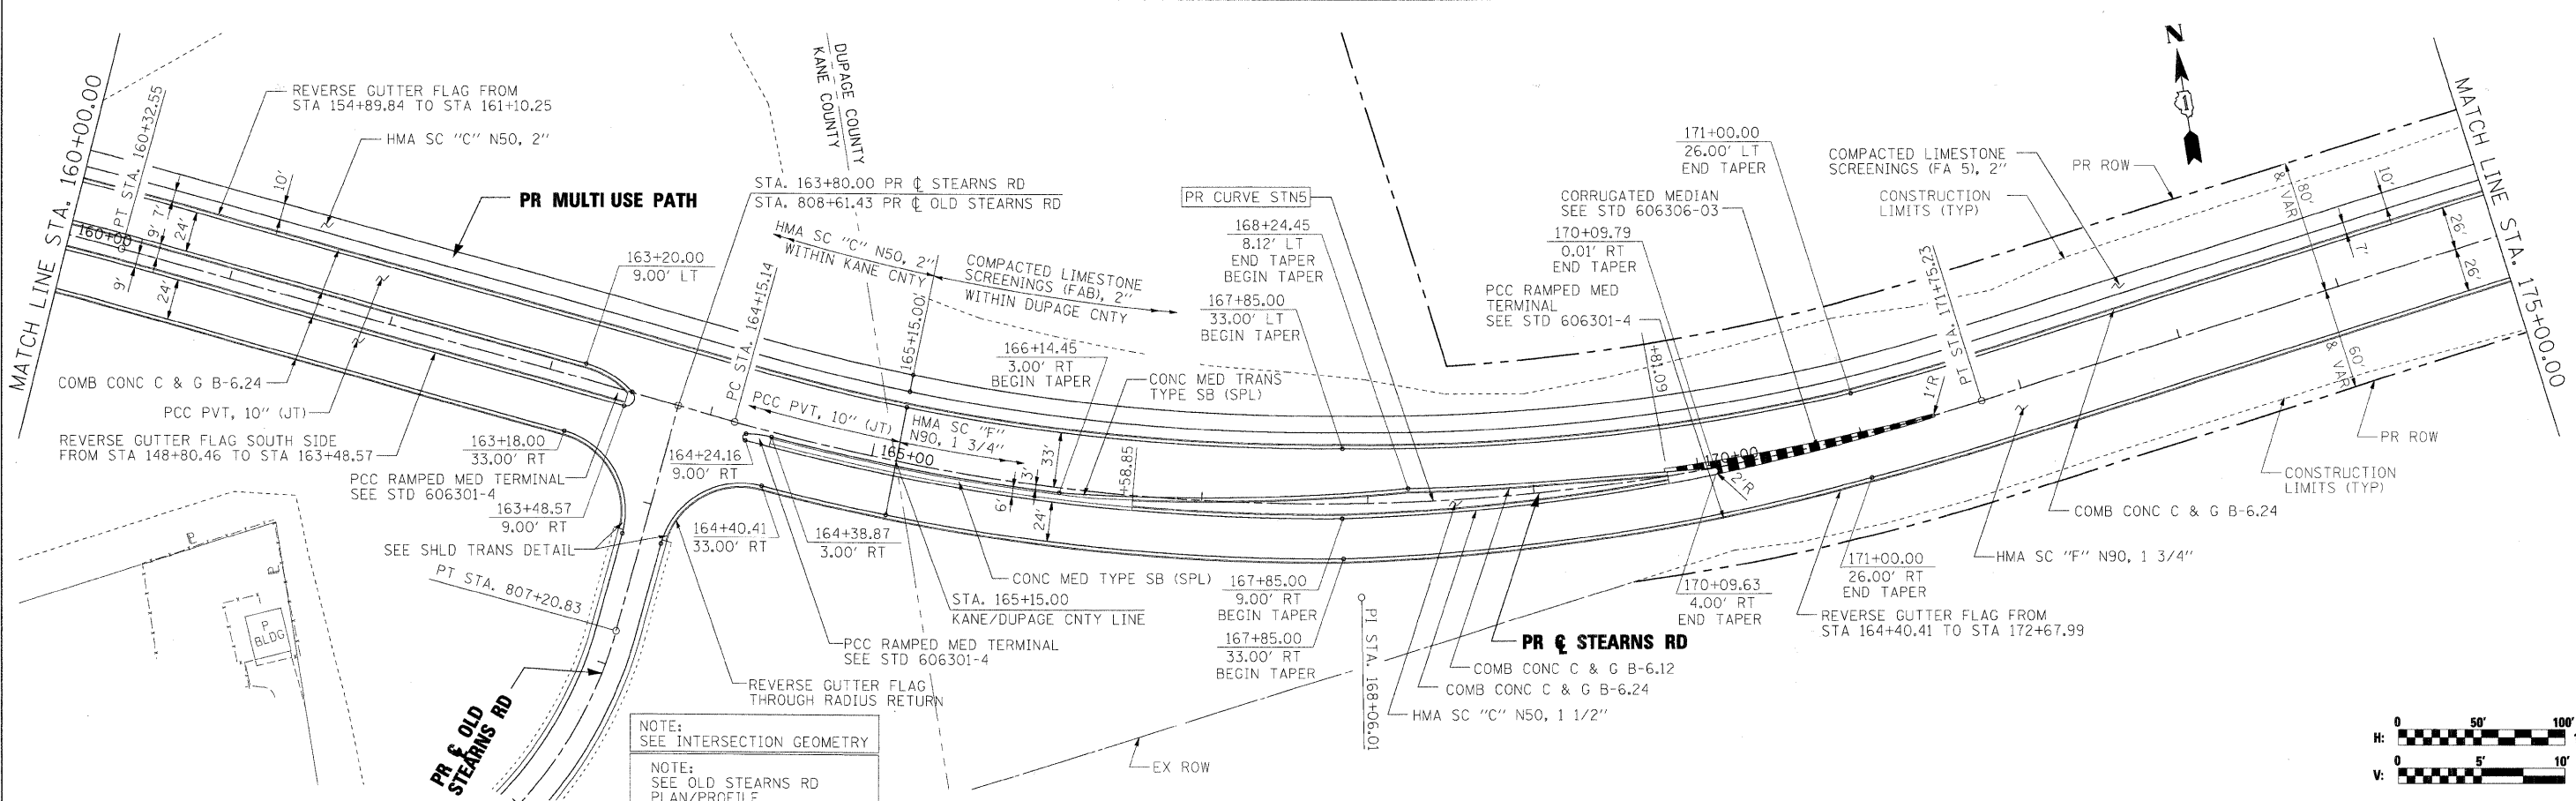 MATCH LINE STA. 160+00.00
PT STA. 160+32.55
REVERSE GUTTER FLAG FROM
STA 154+89.84 TO STA 161+10.25
HMA SC "C" N50, 2"
10'
7'
9'
24'
160+00
9'
24'
PR MULTI USE PATH
COMB CONC C & G B-6.24
PCC PVT, 10" (JT)
REVERSE GUTTER FLAG SOUTH SIDE
FROM STA 148+80.46 TO STA 163+48.57
163+18.00
33.00' RT
PCC RAMPED MED TERMINAL
SEE STD 606301-4
163+48.57
9.00' RT
SEE SHLD TRANS DETAIL
PT STA. 807+20.83
P
P
P
BLDG
PR ℄ OLD
STEARNS RD
163+20.00
9.00' LT
STA. 163+80.00 PR ℄ STEARNS RD
STA. 808+61.43 PR ℄ OLD STEARNS RD
DUPAGE COUNTY
KANE COUNTY
PC STA. 164+15.14
HMA SC "C" N50, 2"
WITHIN KANE CNTY
165+15.00
COMPACTED LIMESTONE
SCREENINGS (FAB), 2"
WITHIN DUPAGE CNTY
PCC PVT, 10" (JT)
HMA SC "F"
N90, 1 3/4"
165+00
164+24.16
9.00' RT
164+40.41
33.00' RT
164+38.87
3.00' RT
166+14.45
3.00' RT
BEGIN TAPER
CONC MED TRANS
TYPE SB (SPL)
33'
3'
6'
24'
+58.85
CONC MED TYPE SB (SPL)
STA. 165+15.00
KANE/DUPAGE CNTY LINE
PCC RAMPED MED TERMINAL
SEE STD 606301-4
REVERSE GUTTER FLAG
THROUGH RADIUS RETURN
NOTE:
SEE INTERSECTION GEOMETRY
NOTE:
SEE OLD STEARNS RD
PLAN/PROFILE
PR CURVE STN5
168+24.45
8.12' LT
END TAPER
BEGIN TAPER
167+85.00
33.00' LT
BEGIN TAPER
167+85.00
9.00' RT
BEGIN TAPER
167+85.00
33.00' RT
BEGIN TAPER
PI STA. 168+06.01
EX ROW
171+00.00
26.00' LT
END TAPER
CORRUGATED MEDIAN
SEE STD 606306-03
170+09.79
0.01' RT
END TAPER
PCC RAMPED MED
TERMINAL
SEE STD 606301-4
+81.09
170+00
2'R
1'R
PT STA. 171+75.23
170+09.63
4.00' RT
END TAPER
PR ℄ STEARNS RD
COMB CONC C & G B-6.12
COMB CONC C & G B-6.24
HMA SC "C" N50, 1 1/2"
171+00.00
26.00' RT
END TAPER
REVERSE GUTTER FLAG FROM
STA 164+40.41 TO STA 172+67.99
HMA SC "F" N90, 1 3/4"
COMB CONC C & G B-6.24
COMPACTED LIMESTONE
SCREENINGS (FA 5), 2"
CONSTRUCTION
LIMITS (TYP)
PR ROW
N
80'
& VAR
10'
7'
26'
26'
60'
& VAR
MATCH LINE STA. 175+00.00
PR ROW
CONSTRUCTION
LIMITS (TYP)
H: 0 50' 100'
V: 0 5' 10'